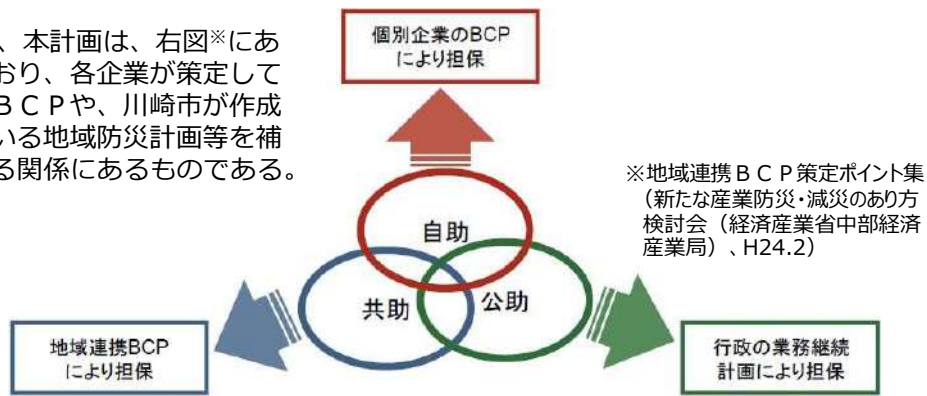 、本計画は、右図※にあ
おり、各企業が策定して
ＢＣＰや、川崎市が作成
いる地域防災計画等を補
る関係にあるものである。
個別企業のBCP
により担保
※地域連携ＢＣＰ策定ポイント集
（新たな産業防災・減災のあり方
検討会（経済産業省中部経済
産業局）、H24.2）
自助
共助
公助
地域連携BCP
により担保
行政の業務継続
計画により担保